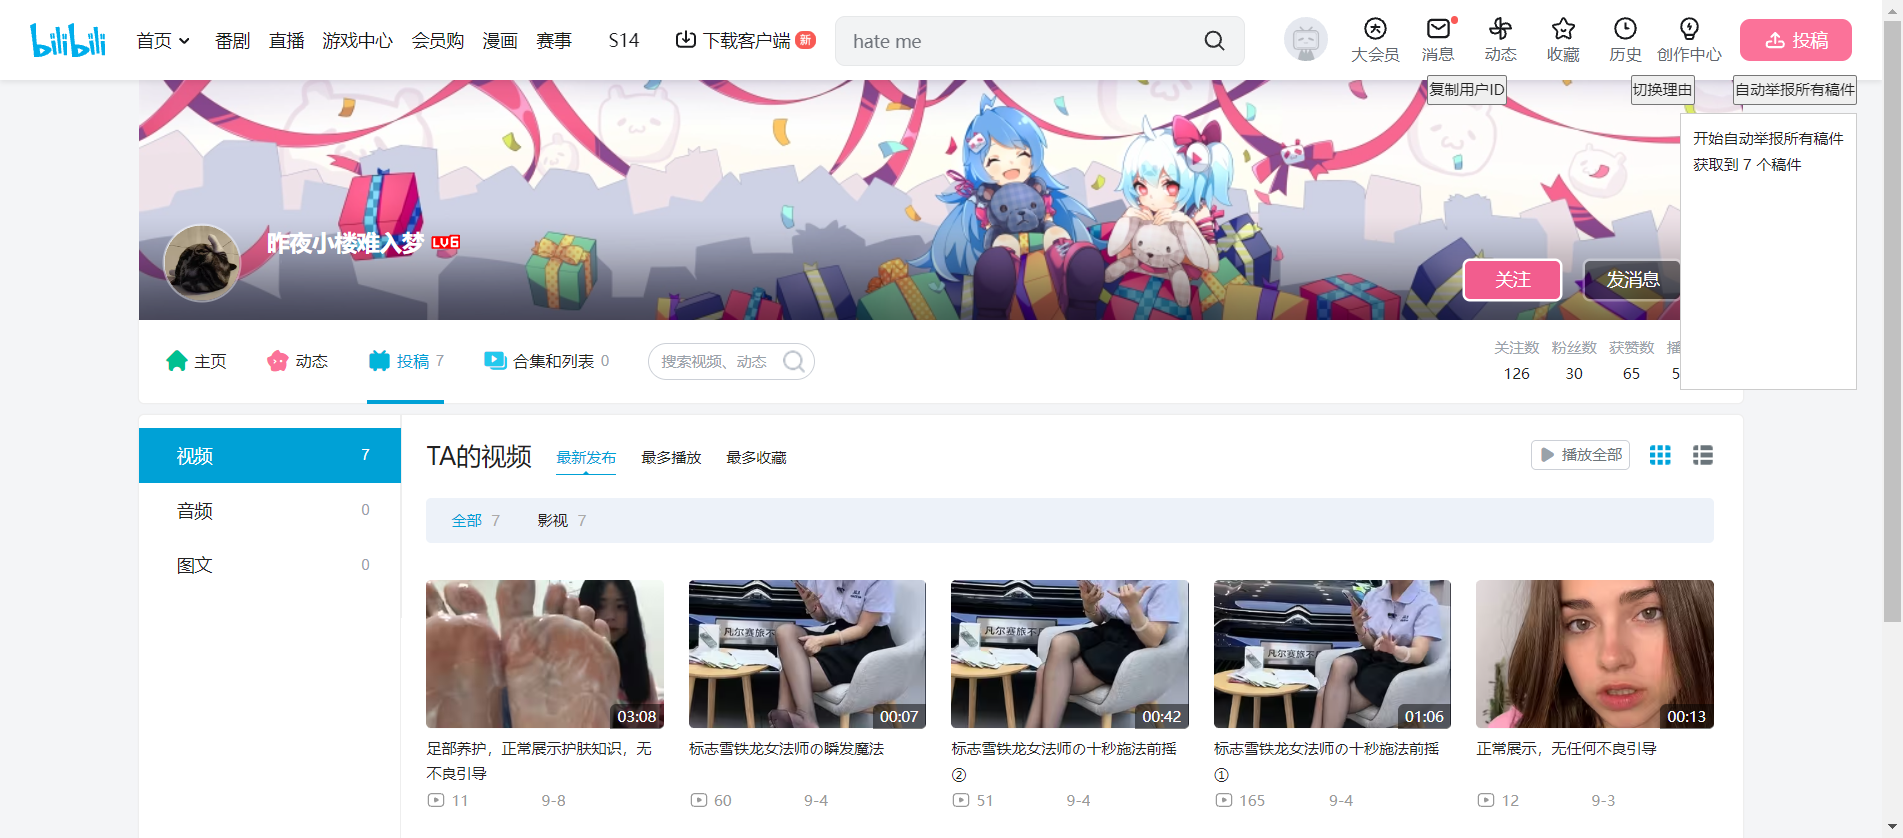 bilibili
首页
番剧
直播
游戏中心
会员购
漫画
赛事
S14
下载客户端
新
hate me
大会员
消息
动态
收藏
历史
创作中心
投稿
复制用户ID
切换理由
自动举报所有稿件
开始自动举报所有稿件
获取到 7 个稿件
昨夜小楼难入梦 LV6
关注
发消息
主页
动态
投稿 7
合集和列表 0
搜索视频、动态
关注数 粉丝数 获赞数 播
126 30 65 5
视频 7
音频 0
图文 0
TA的视频
最新发布
最多播放
最多收藏
播放全部
全部 7
影视 7
03:08
足部养护，正常展示护肤知识，无
不良引导
11 9-8
凡尔赛旅不
00:07
标志雪铁龙女法师の瞬发魔法
60 9-4
凡尔赛旅不
00:42
标志雪铁龙女法师の十秒施法前摇
②
51 9-4
凡尔赛旅不
01:06
标志雪铁龙女法师の十秒施法前摇
①
165 9-4
00:13
正常展示，无任何不良引导
12 9-3